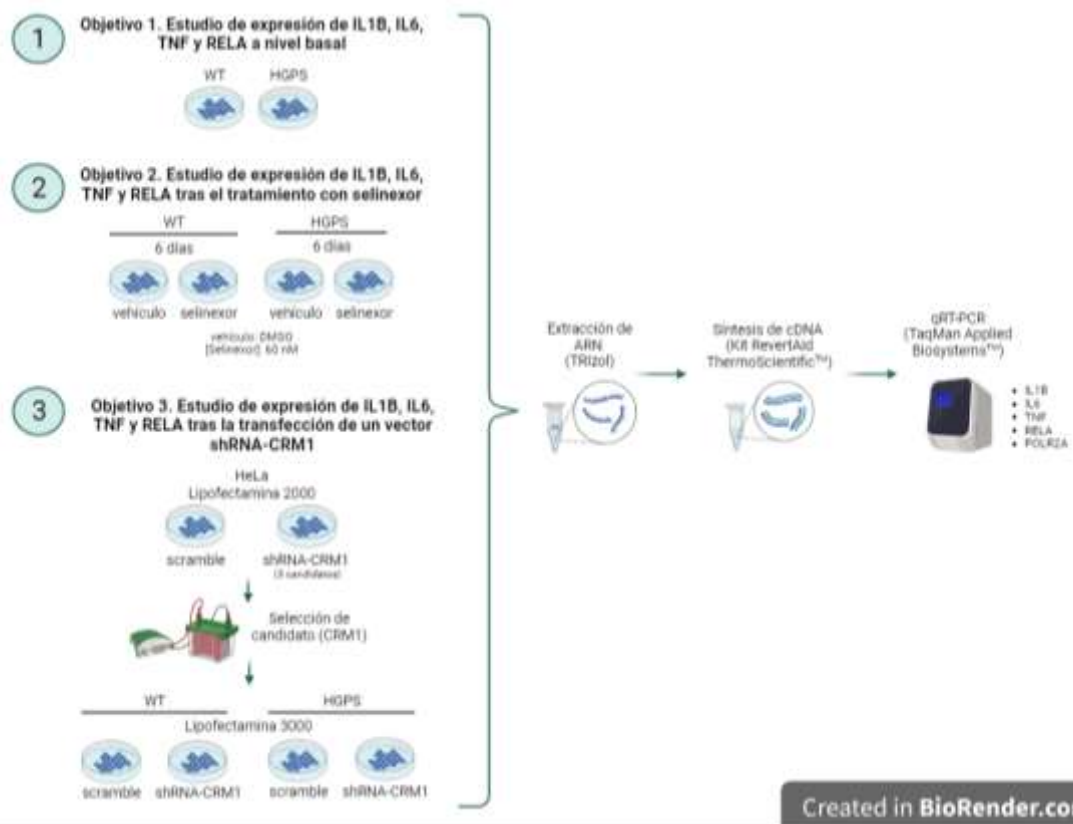 1
Objetivo 1. Estudio de expresión de IL1B, IL6,
TNF y RELA a nivel basal
WT HGPS
2
Objetivo 2. Estudio de expresión de IL1B, IL6,
TNF y RELA tras el tratamiento con selinexor
WT HGPS
6 días 6 días
vehículo selinexor vehículo selinexor
vehículo: DMSO
[Selinexor]: 60 nM
3
Objetivo 3. Estudio de expresión de IL1B, IL6,
TNF y RELA tras la transfección de un vector
shRNA-CRM1
HeLa
Lipofectamina 2000
scramble shRNA-CRM1
(3 candidatos)
Selección de
candidato (CRM1)
WT HGPS
Lipofectamina 3000
scramble shRNA-CRM1 scramble shRNA-CRM1
Extracción de
ARN
(TRIzol)
Síntesis de cDNA
(Kit RevertAid
ThermoScientific™)
qRT-PCR
(TaqMan Applied
Biosystems™)
• IL1B
• IL6
• TNF
• RELA
• POLR2A
Created in BioRender.com